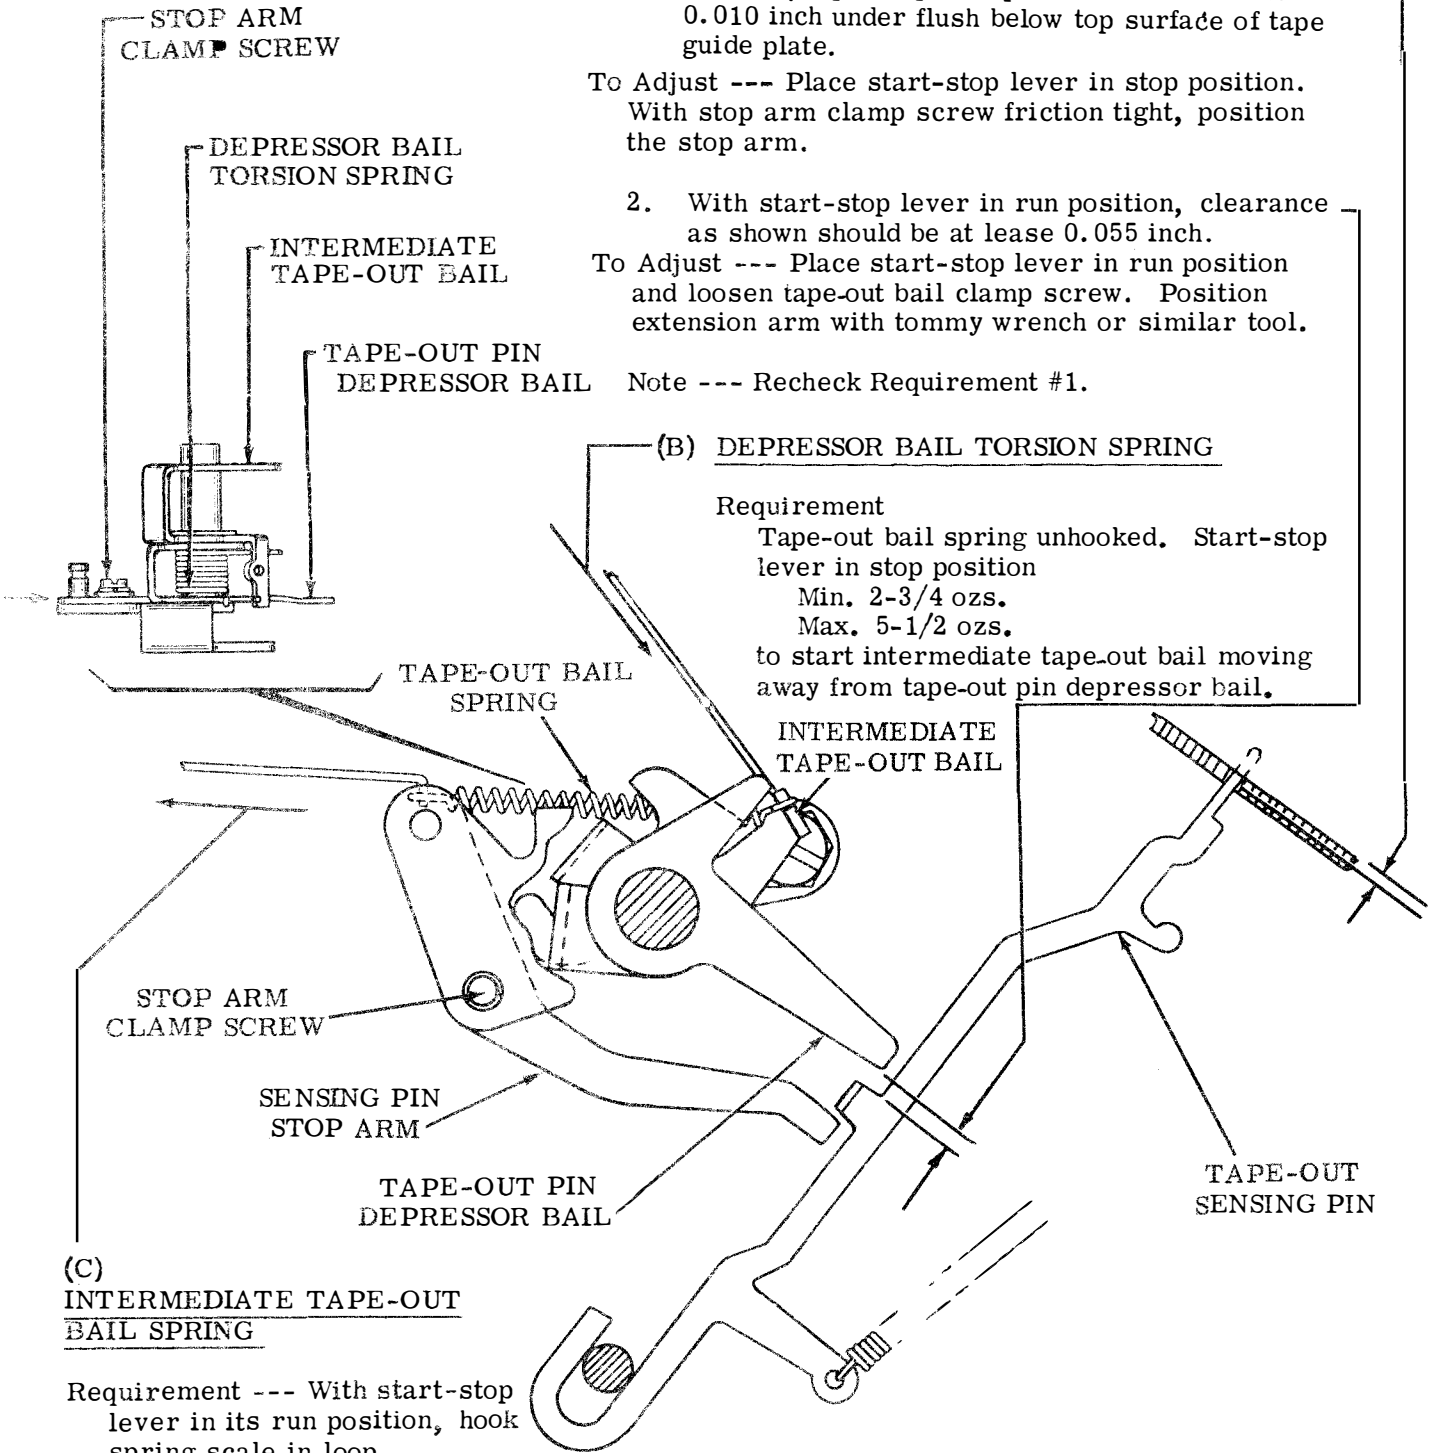 STOP ARM
CLAMP SCREW
DEPRESSOR BAIL
TORSION SPRING
INTERMEDIATE
TAPE-OUT BAIL
TAPE-OUT PIN
DEPRESSOR BAIL
0.010 inch under flush below top surface of tape
guide plate.
To Adjust --- Place start-stop lever in stop position.
With stop arm clamp screw friction tight, position
the stop arm.
2. With start-stop lever in run position, clearance
as shown should be at lease 0.055 inch.
To Adjust --- Place start-stop lever in run position
and loosen tape-out bail clamp screw. Position
extension arm with tommy wrench or similar tool.
Note --- Recheck Requirement #1.
(B) DEPRESSOR BAIL TORSION SPRING
Requirement
Tape-out bail spring unhooked. Start-stop
lever in stop position
Min. 2-3/4 ozs.
Max. 5-1/2 ozs.
to start intermediate tape-out bail moving
away from tape-out pin depressor bail.
TAPE-OUT BAIL
SPRING
INTERMEDIATE
TAPE-OUT BAIL
STOP ARM
CLAMP SCREW
SENSING PIN
STOP ARM
TAPE-OUT PIN
DEPRESSOR BAIL
TAPE-OUT
SENSING PIN
(C)
INTERMEDIATE TAPE-OUT
BAIL SPRING
Requirement --- With start-stop
lever in its run position, hook
spring scale in loop